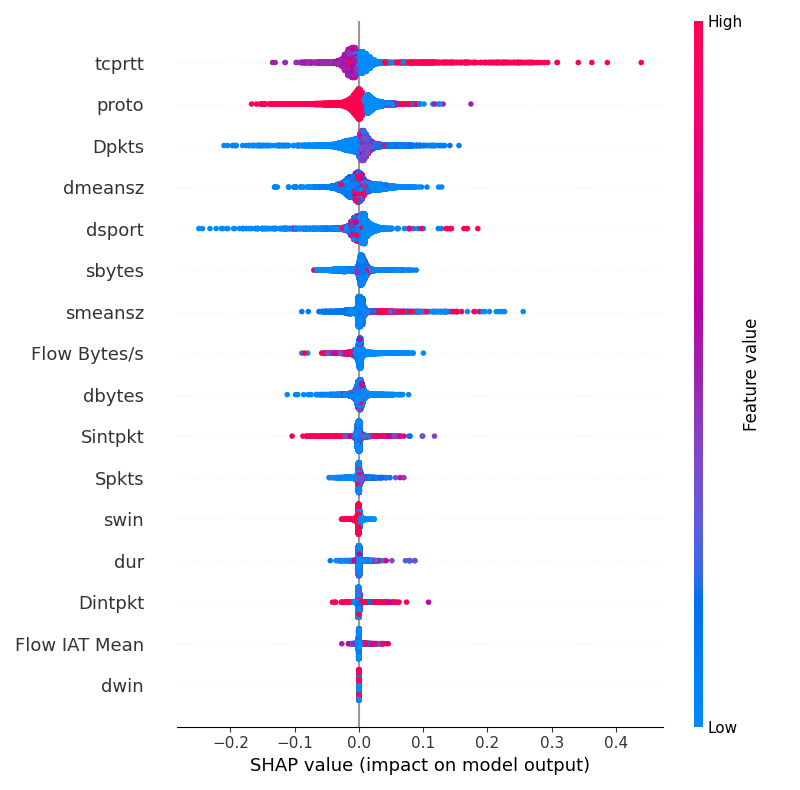 High
tcprtt
proto
Dpkts
dmeansz
dsport
sbytes
smeansz
Flow Bytes/s
dbytes
Sintpkt
Spkts
swin
dur
Dintpkt
Flow IAT Mean
dwin
Feature value
Low
−0.2 −0.1 0.0 0.1 0.2 0.3 0.4
SHAP value (impact on model output)